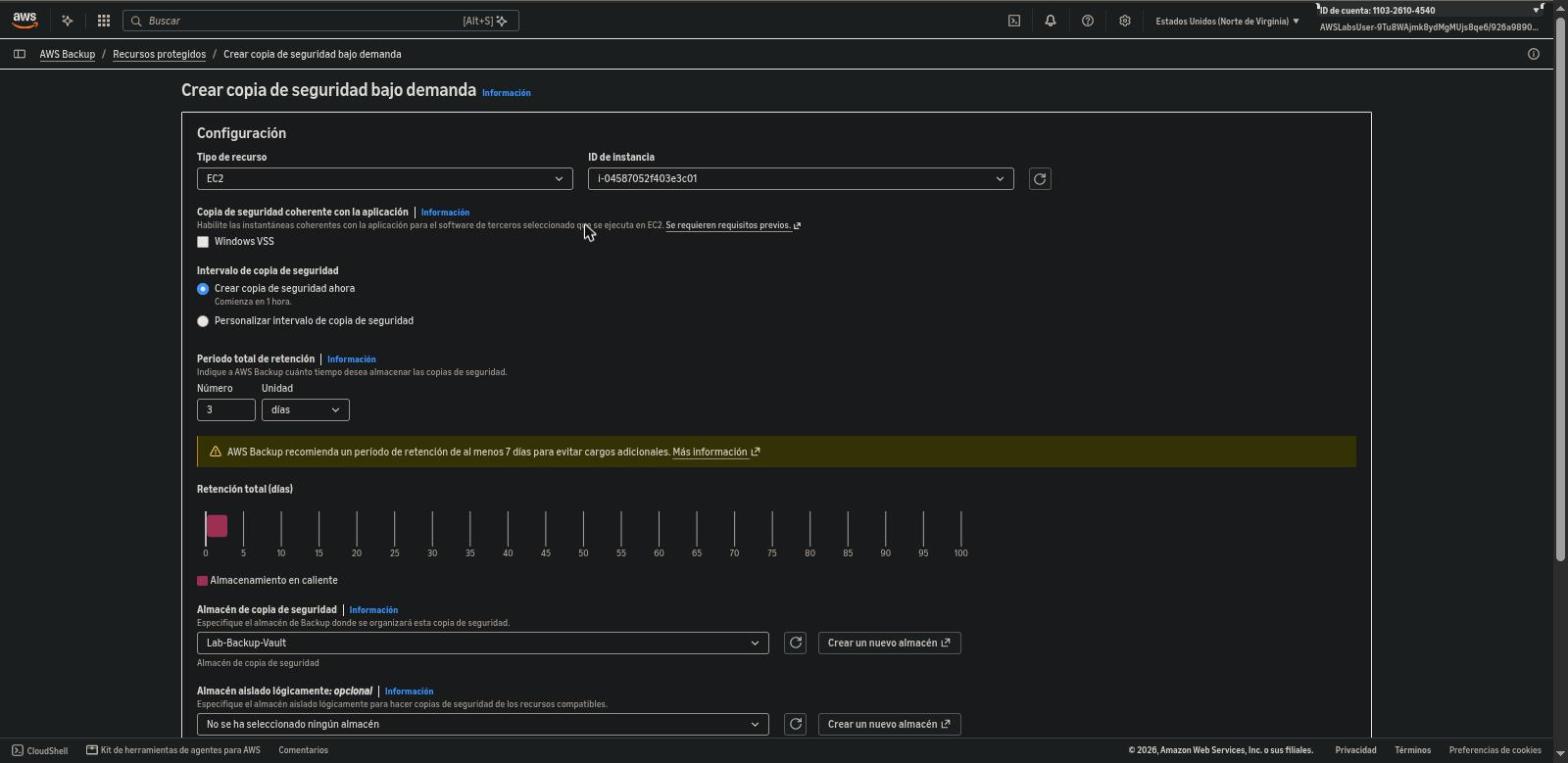 aws
Buscar
[Alt+S]
Estados Unidos (Norte de Virginia)
ID de cuenta: 1103-2610-4540
AWSLabsUser-9Tu8WAjmk8ydMgMUjs8qe6/926a9890...
AWS Backup / Recursos protegidos / Crear copia de seguridad bajo demanda
Crear copia de seguridad bajo demanda Información
Configuración
Tipo de recurso
EC2
ID de instancia
i-04587052f403e3c01
Copia de seguridad coherente con la aplicación | Información
Habilite las instantáneas coherentes con la aplicación para el software de terceros seleccionado que se ejecuta en EC2. Se requieren requisitos previos.
Windows VSS
Intervalo de copia de seguridad
Crear copia de seguridad ahora
Comienza en 1 hora.
Personalizar intervalo de copia de seguridad
Periodo total de retención | Información
Indique a AWS Backup cuánto tiempo desea almacenar las copias de seguridad.
Número
Unidad
3
días
AWS Backup recomienda un período de retención de al menos 7 días para evitar cargos adicionales. Más información
Retención total (días)
0 5 10 15 20 25 30 35 40 45 50 55 60 65 70 75 80 85 90 95 100
Almacenamiento en caliente
Almacén de copia de seguridad | Información
Especifique el almacén de Backup donde se organizará esta copia de seguridad.
Lab-Backup-Vault
Crear un nuevo almacén
Almacén de copia de seguridad
Almacén aislado lógicamente: opcional | Información
Especifique el almacén aislado lógicamente para hacer copias de seguridad de los recursos compatibles.
No se ha seleccionado ningún almacén
Crear un nuevo almacén
CloudShell
Kit de herramientas de agentes para AWS
Comentarios
© 2026, Amazon Web Services, Inc. o sus filiales.
Privacidad
Términos
Preferencias de cookies